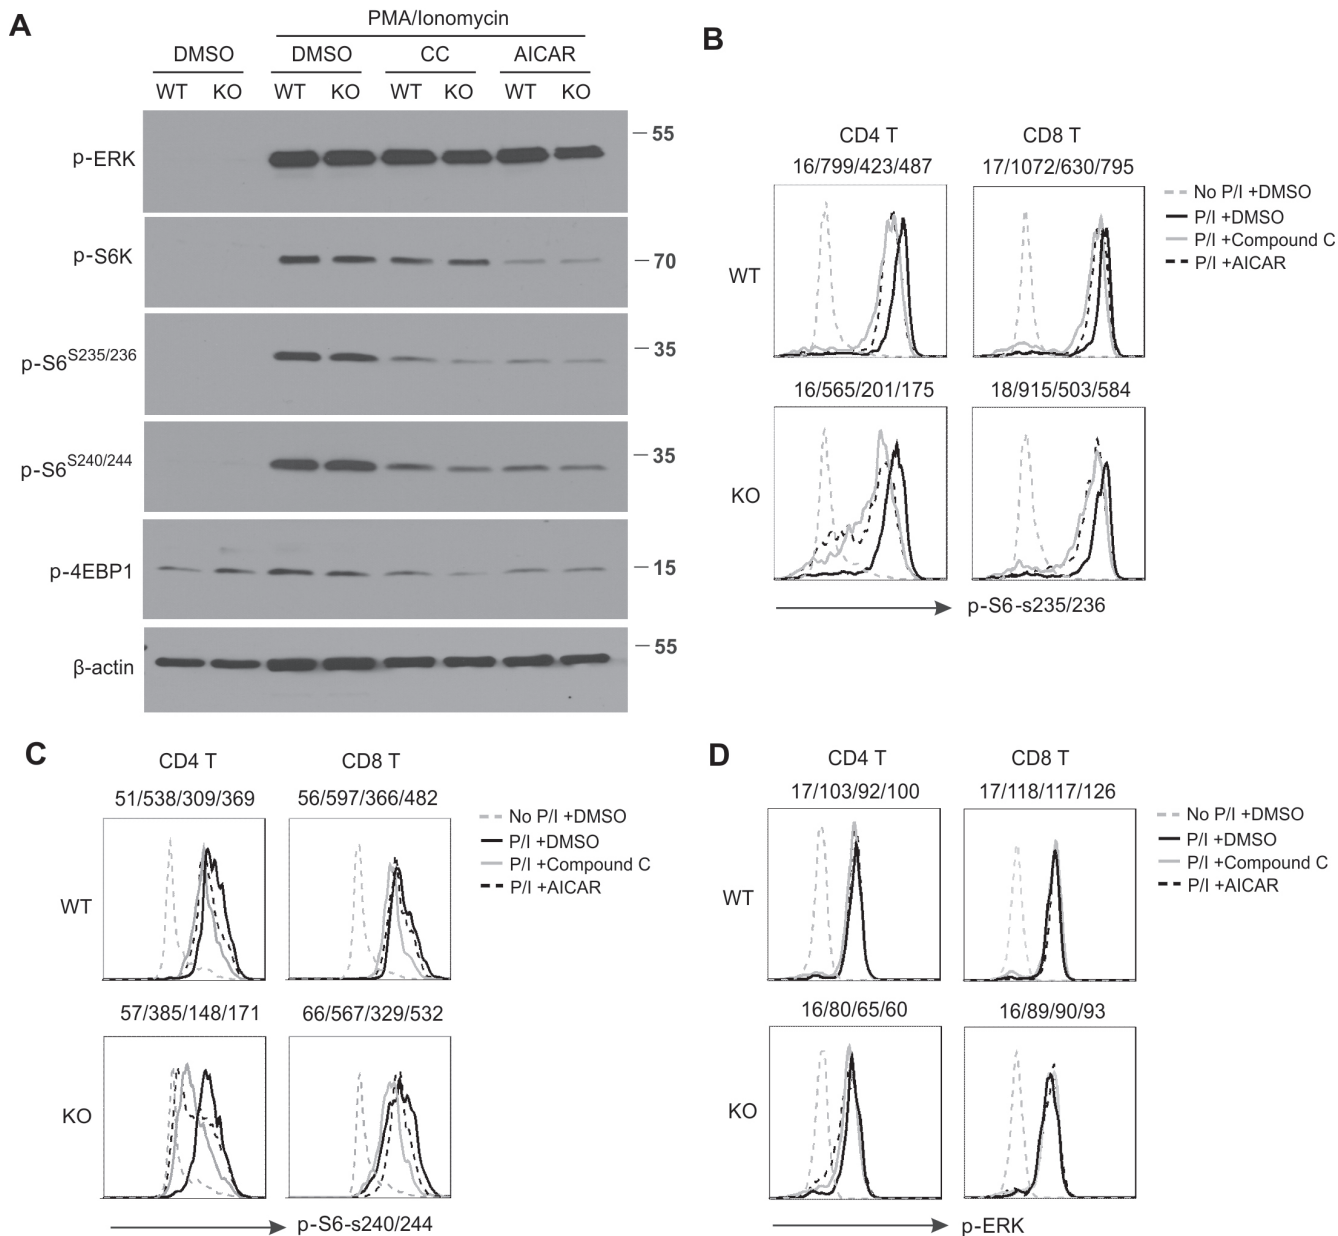 A
PMA/Ionomycin
DMSO DMSO CC AICAR
WT KO WT KO WT KO WT KO
p-ERK
55
p-S6K
70
p-S6S235/236
35
p-S6S240/244
35
p-4EBP1
15
β-actin
55
B
CD4 T CD8 T
16/799/423/487 17/1072/630/795
No P/I +DMSO
P/I +DMSO
P/I +Compound C
P/I +AICAR
WT
16/565/201/175 18/915/503/584
KO
p-S6-s235/236
C
CD4 T CD8 T
51/538/309/369 56/597/366/482
No P/I +DMSO
P/I +DMSO
P/I +Compound C
P/I +AICAR
WT
57/385/148/171 66/567/329/532
KO
p-S6-s240/244
D
CD4 T CD8 T
17/103/92/100 17/118/117/126
No P/I +DMSO
P/I +DMSO
P/I +Compound C
P/I +AICAR
WT
16/80/65/60 16/89/90/93
KO
p-ERK